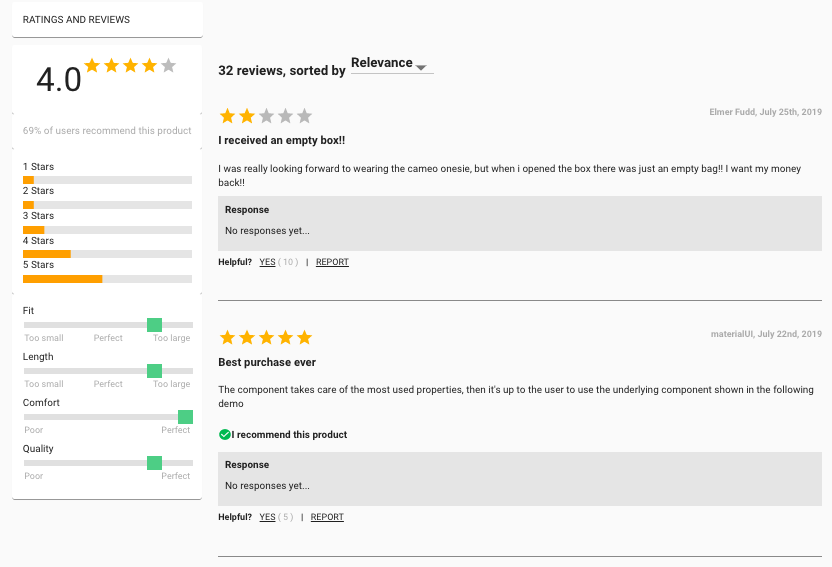 RATINGS AND REVIEWS
4.0
69% of users recommend this product
1 Stars
2 Stars
3 Stars
4 Stars
5 Stars
Fit
Too small Perfect Too large
Length
Too small Perfect Too large
Comfort
Poor Perfect
Quality
Poor Perfect
32 reviews, sorted by Relevance
Elmer Fudd, July 25th, 2019
I received an empty box!!
I was really looking forward to wearing the cameo onesie, but when i opened the box there was just an empty bag!! I want my money
back!!
Response
No responses yet...
Helpful? YES (10) | REPORT
materialUI, July 22nd, 2019
Best purchase ever
The component takes care of the most used properties, then it's up to the user to use the underlying component shown in the following
demo
I recommend this product
Response
No responses yet...
Helpful? YES (5) | REPORT